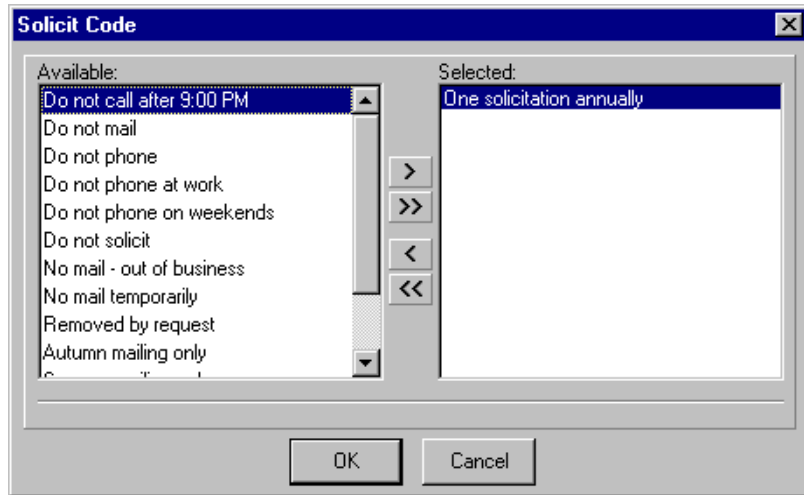 Solicit Code
Available:
Do not call after 9:00 PM
Do not mail
Do not phone
Do not phone at work
Do not phone on weekends
Do not solicit
No mail - out of business
No mail temporarily
Removed by request
Autumn mailing only
>
>>
<
<<
Selected:
One solicitation annually
OK
Cancel